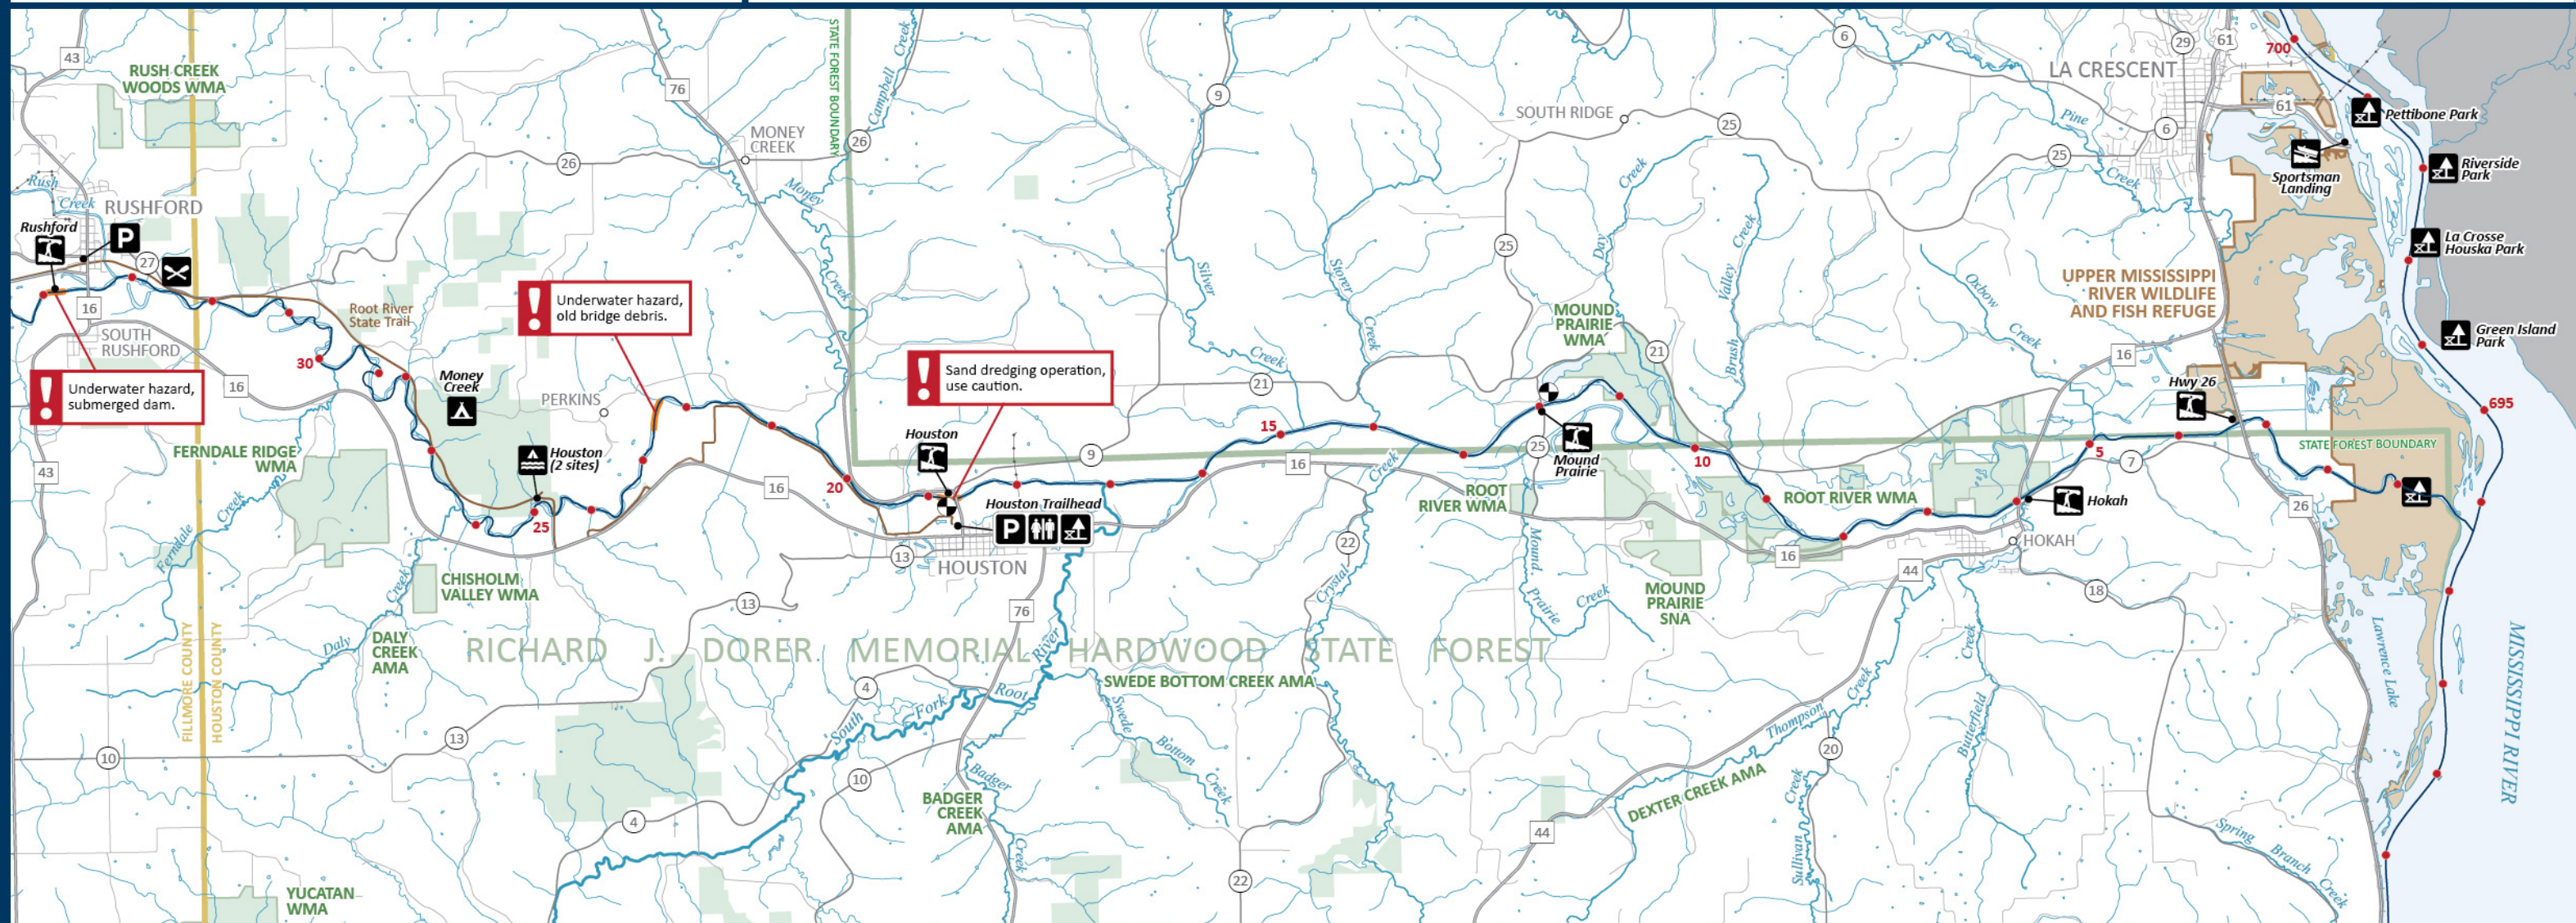 43
RUSH CREEK
WOODS WMA
Rush
Creek
RUSHFORD
Rushford
P
27
16
SOUTH
RUSHFORD
Underwater hazard,
submerged dam.
43
16
FERNDALE RIDGE
WMA
Ferndale
Creek
30
Root River
State Trail
Money
Creek
Houston
(2 sites)
25
PERKINS
Underwater hazard,
old bridge debris.
26
76
MONEY
CREEK
Money
Creek
STATE FOREST BOUNDARY
26
Campbell Creek
9
Silver
Creek
Storer
Creek
21
SOUTH RIDGE
25
25
Day
Creek
Brush
Valley Creek
6
25
Pine
Creek
6
29
61
LA CRESCENT
61
700
Pettibone Park
Sportsman
Landing
Riverside
Park
La Crosse
Houska Park
Green Island
Park
UPPER MISSISSIPPI
RIVER WILDLIFE
AND FISH REFUGE
Oxbow
Creek
16
Hwy 26
695
STATE FOREST BOUNDARY
MOUND
PRAIRIE
WMA
21
Sand dredging operation,
use caution.
Houston
20
16
9
15
16
25
Mound
Prairie
10
ROOT
RIVER WMA
ROOT RIVER WMA
5
7
Hokah
26
Houston Trailhead
P
13
HOUSTON
76
22
Crystal
Creek
Mound
Prairie
Creek
MOUND
PRAIRIE
SNA
16
44
HOKAH
18
CHISHOLM
VALLEY WMA
DALY
CREEK
AMA
Daly
Creek
FILLMORE COUNTY
HOUSTON COUNTY
13
RICHARD J. DORER MEMORIAL HARDWOOD STATE FOREST
South
Fork
Root
River
4
SWEDE BOTTOM CREEK AMA
Swede
Bottom
Creek
10
13
10
4
Badger
Creek
BADGER
CREEK
AMA
22
44
DEXTER CREEK AMA
Thompson
Creek
20
Sullivan
Creek
Butterfield
Creek
Lawrence Lake
MISSISSIPPI RIVER
Spring
Branch
Creek
YUCATAN
WMA